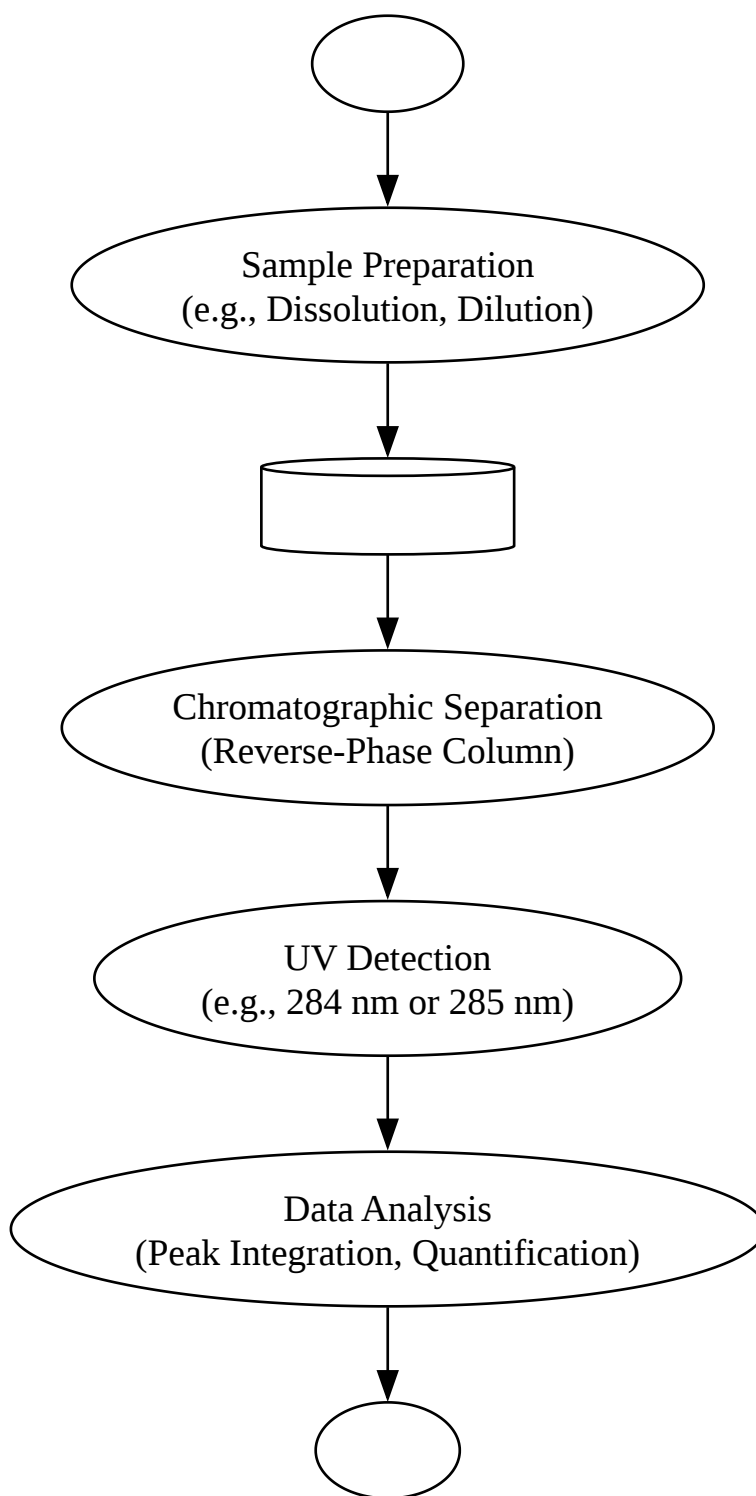 Sample Preparation
(e.g., Dissolution, Dilution)
Chromatographic Separation
(Reverse-Phase Column)
UV Detection
(e.g., 284 nm or 285 nm)
Data Analysis
(Peak Integration, Quantification)